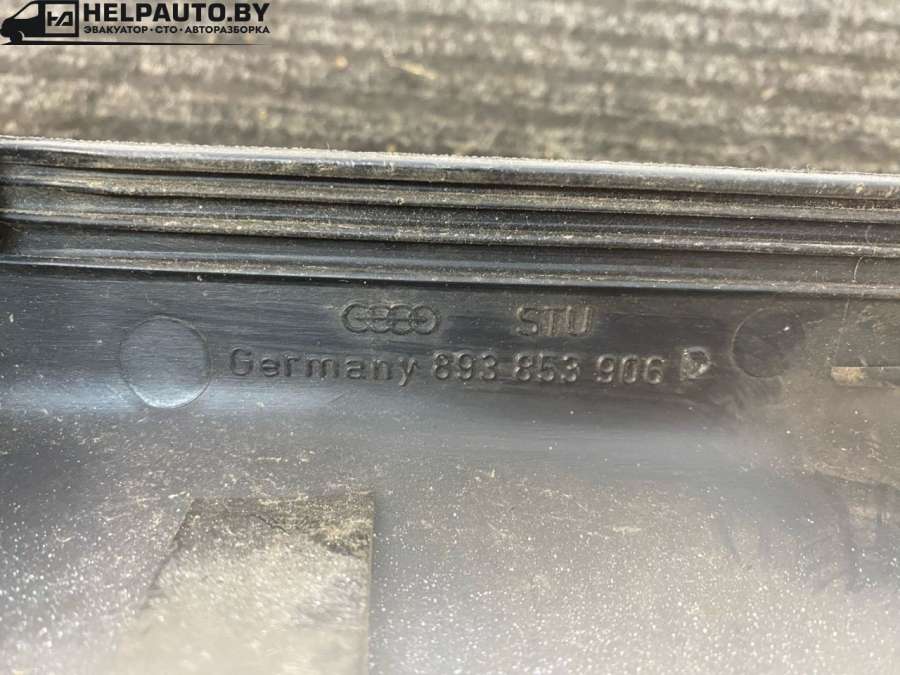 HELPAUTO.BY
ЭВАКУАТОР • СТО • АВТОРАЗБОРКА
STU
Germany 893 853 906